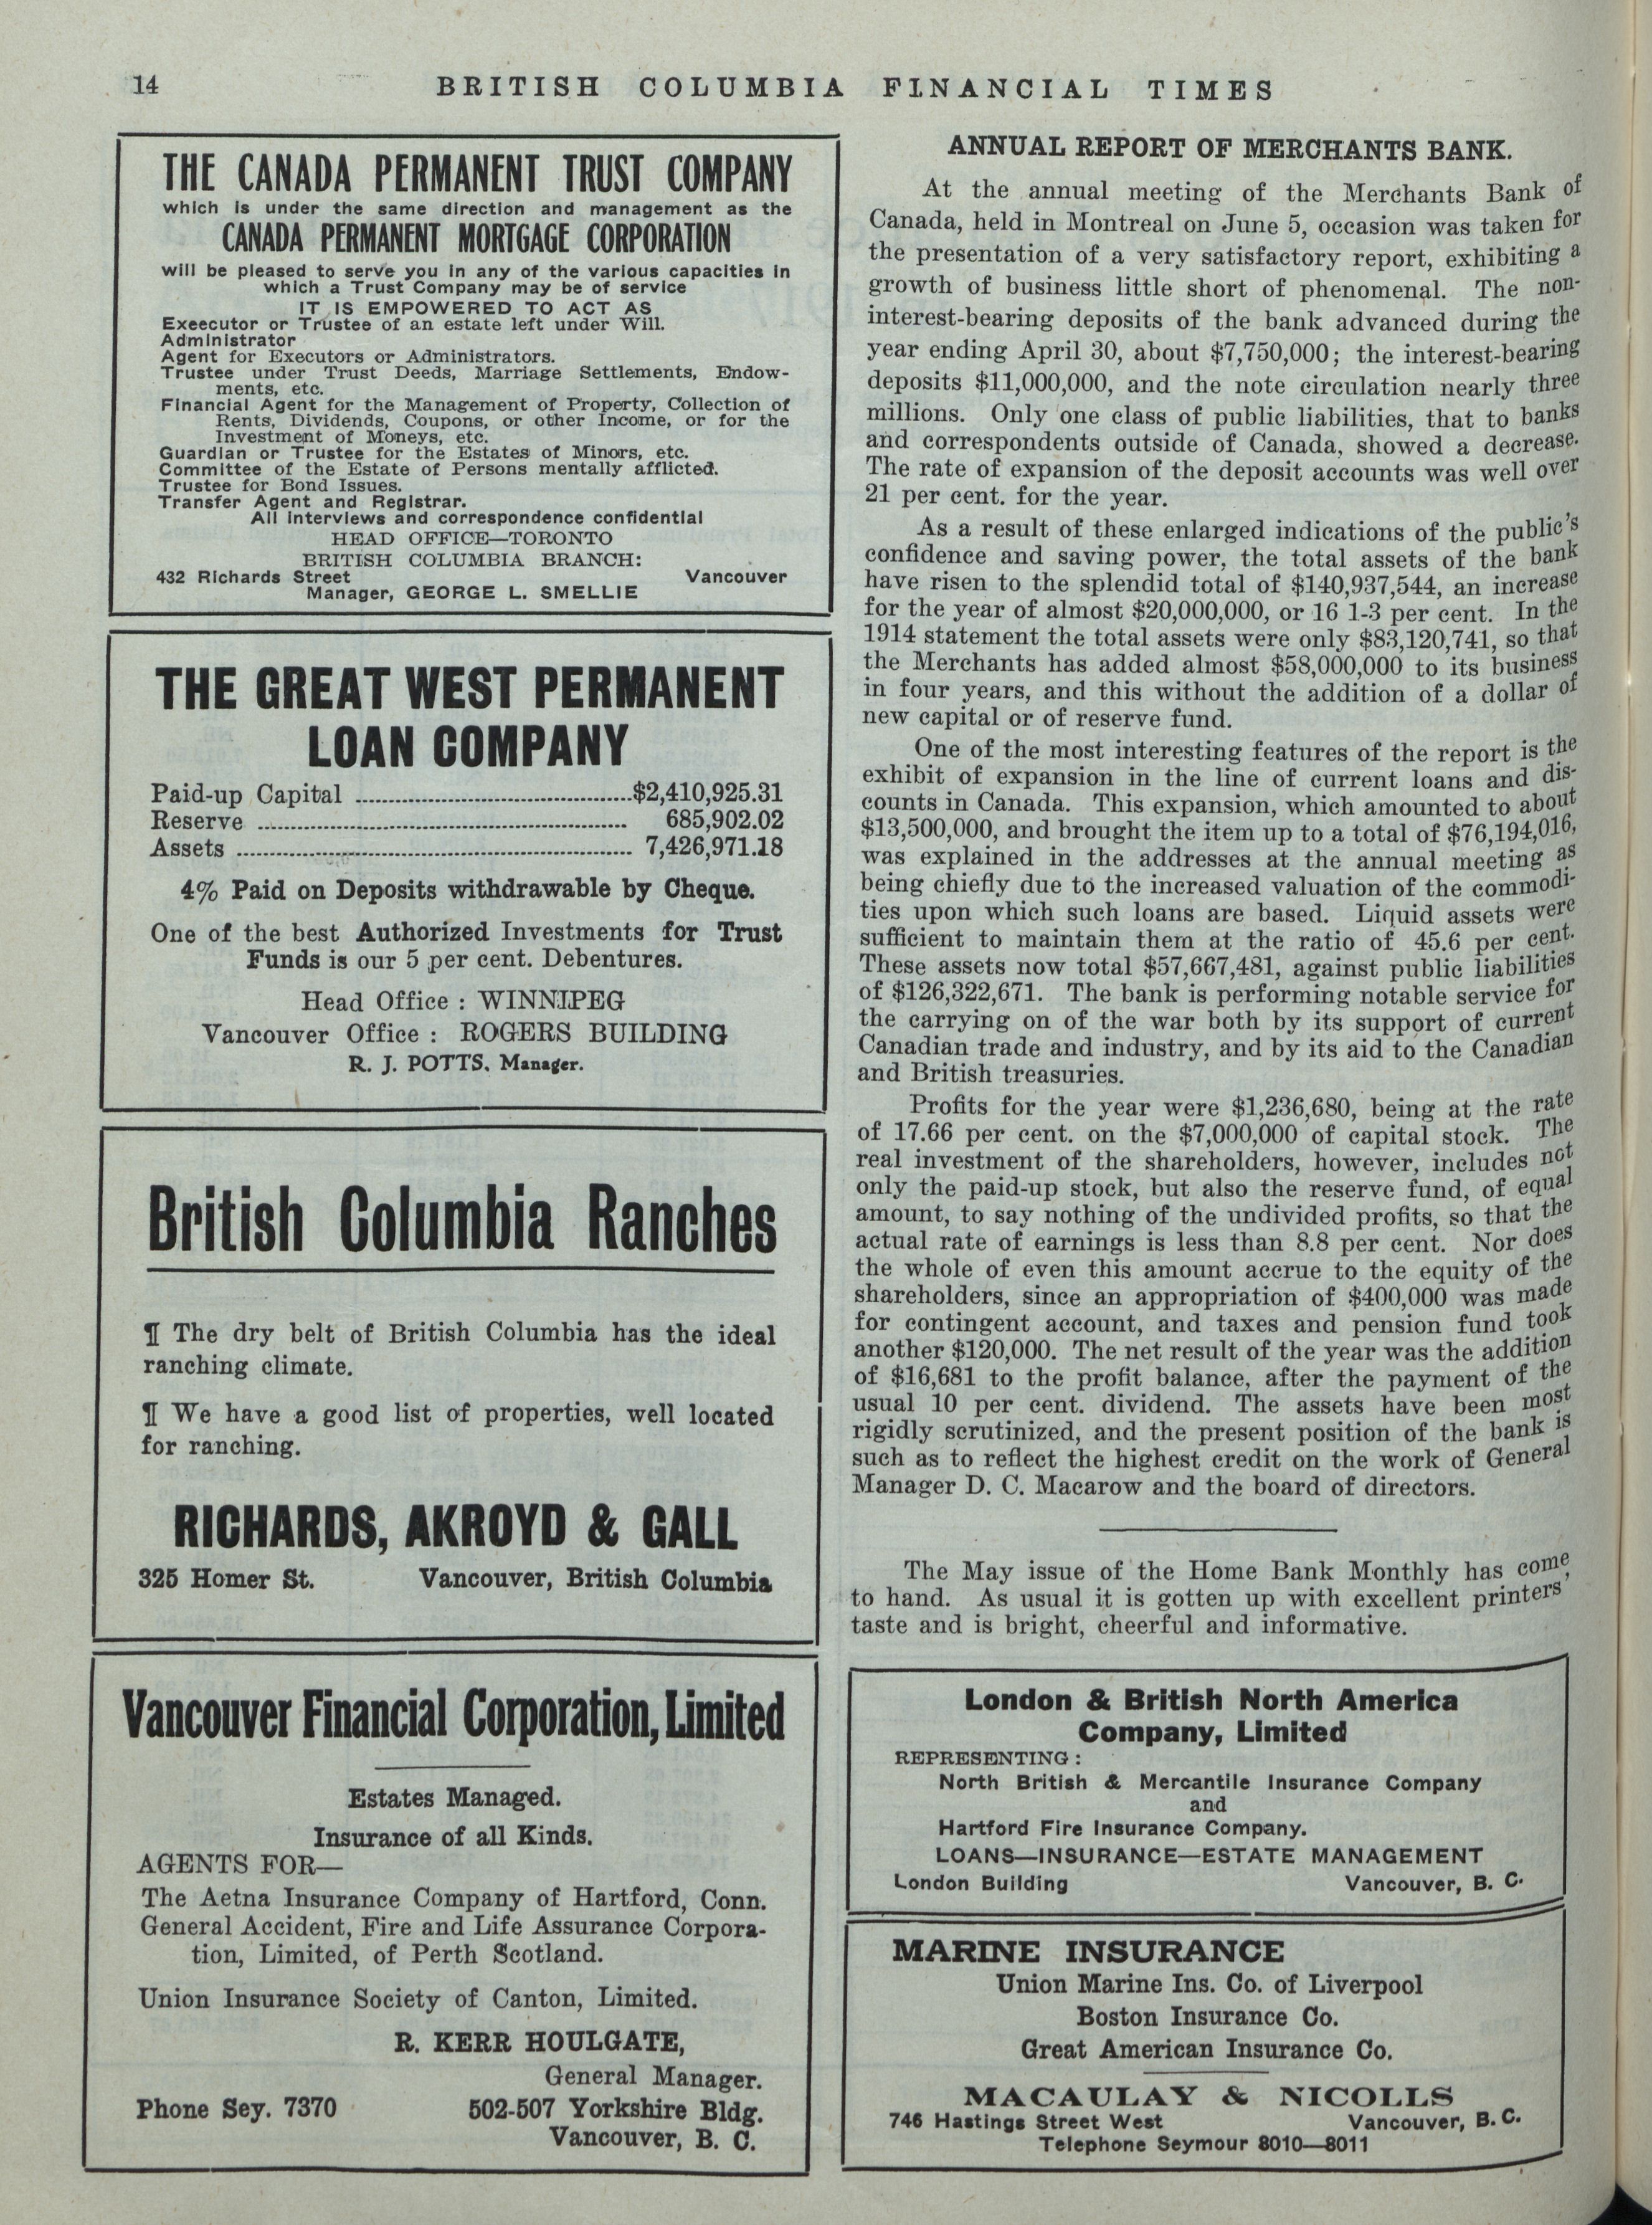 14
BRITISH COLUMBIA FINANCIAL TIMES
THE CANADA PERMANENT TRUST COMPANY
which is under the same direction and management as the
CANADA PERMANENT MORTGAGE CORPORATION
will be pleased to serve you in any of the various capacities in
which a Trust Company may be of service
IT IS EMPOWERED TO ACT AS
Exeecutor or Trustee of an estate left under Will.
Administrator
Agent for Executors or Administrators.
Trustee under Trust Deeds, Marriage Settlements, Endow-
ments, etc.
Financial Agent for the Management of Property, Collection of
Rents, Dividends, Coupons, or other Income, or for the
Investment of Moneys, etc.
Guardian or Trustee for the Estates of Minors, etc.
Committee of the Estate of Persons mentally afflicted.
Trustee for Bond Issues.
Transfer Agent and Registrar.
All interviews and correspondence confidential
HEAD OFFICE—TORONTO
BRITISH COLUMBIA BRANCH:
432 Richards Street Vancouver
Manager, GEORGE L. SMELLIE
THE GREAT WEST PERMANENT
LOAN COMPANY
Paid-up Capital ........................................$2,410,925.31
Reserve ........................................ 685,902.02
Assets ........................................ 7,426,971.18
4% Paid on Deposits withdrawable by Cheque.
One of the best Authorized Investments for Trust
Funds is our 5 per cent. Debentures.
Head Office : WINNIPEG
Vancouver Office : ROGERS BUILDING
R. J. POTTS. Manager.
British Columbia Ranches
¶ The dry belt of British Columbia has the ideal
ranching climate.
¶ We have a good list of properties, well located
for ranching.
RICHARDS, AKROYD & GALL
325 Homer St. Vancouver, British Columbia
Vancouver Financial Corporation, Limited
Estates Managed.
Insurance of all Kinds.
AGENTS FOR—
The Aetna Insurance Company of Hartford, Conn.
General Accident, Fire and Life Assurance Corpora-
tion, Limited, of Perth Scotland.
Union Insurance Society of Canton, Limited.
R. KERR HOULGATE,
General Manager.
Phone Sey. 7370 502-507 Yorkshire Bldg.
Vancouver, B. C.
ANNUAL REPORT OF MERCHANTS BANK.
At the annual meeting of the Merchants Bank of
Canada, held in Montreal on June 5, occasion was taken for
the presentation of a very satisfactory report, exhibiting a
growth of business little short of phenomenal. The non-
interest-bearing deposits of the bank advanced during the
year ending April 30, about $7,750,000; the interest-bearing
deposits $11,000,000, and the note circulation nearly three
millions. Only one class of public liabilities, that to banks
and correspondents outside of Canada, showed a decrease.
The rate of expansion of the deposit accounts was well over
21 per cent. for the year.
As a result of these enlarged indications of the public's
confidence and saving power, the total assets of the bank
have risen to the splendid total of $140,937,544, an increase
for the year of almost $20,000,000, or 16 1-3 per cent. In the
1914 statement the total assets were only $83,120,741, so that
the Merchants has added almost $58,000,000 to its business
in four years, and this without the addition of a dollar of
new capital or of reserve fund.
One of the most interesting features of the report is the
exhibit of expansion in the line of current loans and dis-
counts in Canada. This expansion, which amounted to about
$13,500,000, and brought the item up to a total of $76,194,016,
was explained in the addresses at the annual meeting as
being chiefly due to the increased valuation of the commodi-
ties upon which such loans are based. Liquid assets were
sufficient to maintain them at the ratio of 45.6 per cent.
These assets now total $57,667,481, against public liabilities
of $126,322,671. The bank is performing notable service for
the carrying on of the war both by its support of current
Canadian trade and industry, and by its aid to the Canadian
and British treasuries.
Profits for the year were $1,236,680, being at the rate
of 17.66 per cent. on the $7,000,000 of capital stock. The
real investment of the shareholders, however, includes not
only the paid-up stock, but also the reserve fund, of equal
amount, to say nothing of the undivided profits, so that the
actual rate of earnings is less than 8.8 per cent. Nor does
the whole of even this amount accrue to the equity of the
shareholders, since an appropriation of $400,000 was made
for contingent account, and taxes and pension fund took
another $120,000. The net result of the year was the addition
of $16,681 to the profit balance, after the payment of the
usual 10 per cent. dividend. The assets have been most
rigidly scrutinized, and the present position of the bank is
such as to reflect the highest credit on the work of General
Manager D. C. Macarow and the board of directors.
The May issue of the Home Bank Monthly has come
to hand. As usual it is gotten up with excellent printers'
taste and is bright, cheerful and informative.
London & British North America
Company, Limited
REPRESENTING :
North British & Mercantile Insurance Company
and
Hartford Fire Insurance Company.
LOANS—INSURANCE—ESTATE MANAGEMENT
London Building Vancouver, B. C.
MARINE INSURANCE
Union Marine Ins. Co. of Liverpool
Boston Insurance Co.
Great American Insurance Co.
MACAULAY & NICOLLS
746 Hastings Street West Vancouver, B. C.
Telephone Seymour 8010—8011